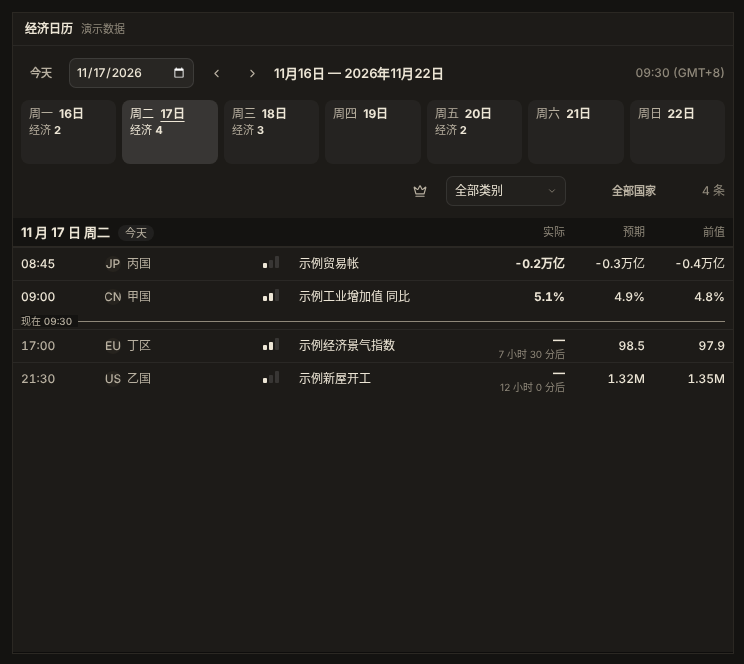 经济日历 演示数据
今天 11/17/2026 11月16日 — 2026年11月22日 09:30 (GMT+8)
周一 16日 周二 17日 周三 18日 周四 19日 周五 20日 周六 21日 周日 22日
经济 2 经济 4 经济 3 经济 2
全部类别 全部国家 4 条
11 月 17 日 周二 今天 实际 预期 前值
08:45 JP 丙国 示例贸易帐 -0.2万亿 -0.3万亿 -0.4万亿
09:00 CN 甲国 示例工业增加值 同比 5.1% 4.9% 4.8%
现在 09:30
17:00 EU 丁区 示例经济景气指数 — 98.5 97.9
7 小时 30 分后
21:30 US 乙国 示例新屋开工 — 1.32M 1.35M
12 小时 0 分后